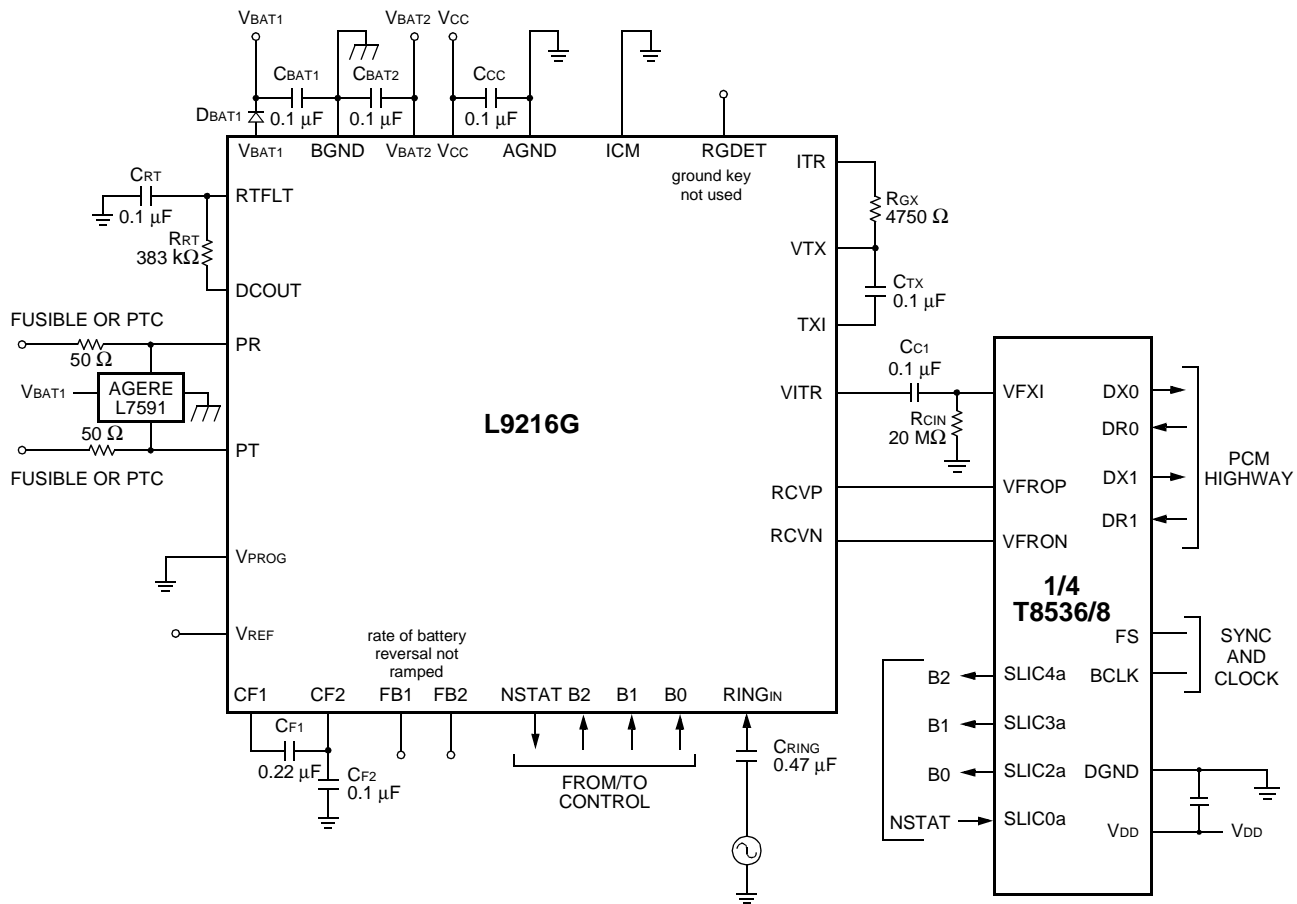 VBAT1
VBAT2 VCC
CBAT1
CBAT2
CCC
DBAT1
0.1 µF
0.1 µF
0.1 µF
VBAT1
BGND
VBAT2 VCC
AGND
ICM
RGDET
ground key
not used
ITR
CRT
0.1 µF
RTFLT
RGX
4750 Ω
RRT
383 kΩ
VTX
DCOUT
CTX
0.1 µF
TXI
FUSIBLE OR PTC
50 Ω
PR
VBAT1
AGERE
L7591
50 Ω
PT
FUSIBLE OR PTC
L9216G
CC1
0.1 µF
VITR
RCIN
20 MΩ
VFXI
DX0
DR0
DX1
DR1
PCM
HIGHWAY
RCVP
VFROP
RCVN
VFRON
VPROG
1/4
T8536/8
VREF
rate of battery
reversal not
ramped
FS
BCLK
SYNC
AND
CLOCK
CF1
CF2
FB1
FB2
NSTAT
B2
B1
B0
RINGIN
CF1
0.22 µF
CF2
0.1 µF
FROM/TO
CONTROL
CRING
0.47 µF
B2
SLIC4a
B1
SLIC3a
B0
SLIC2a
DGND
NSTAT
SLIC0a
VDD
VDD